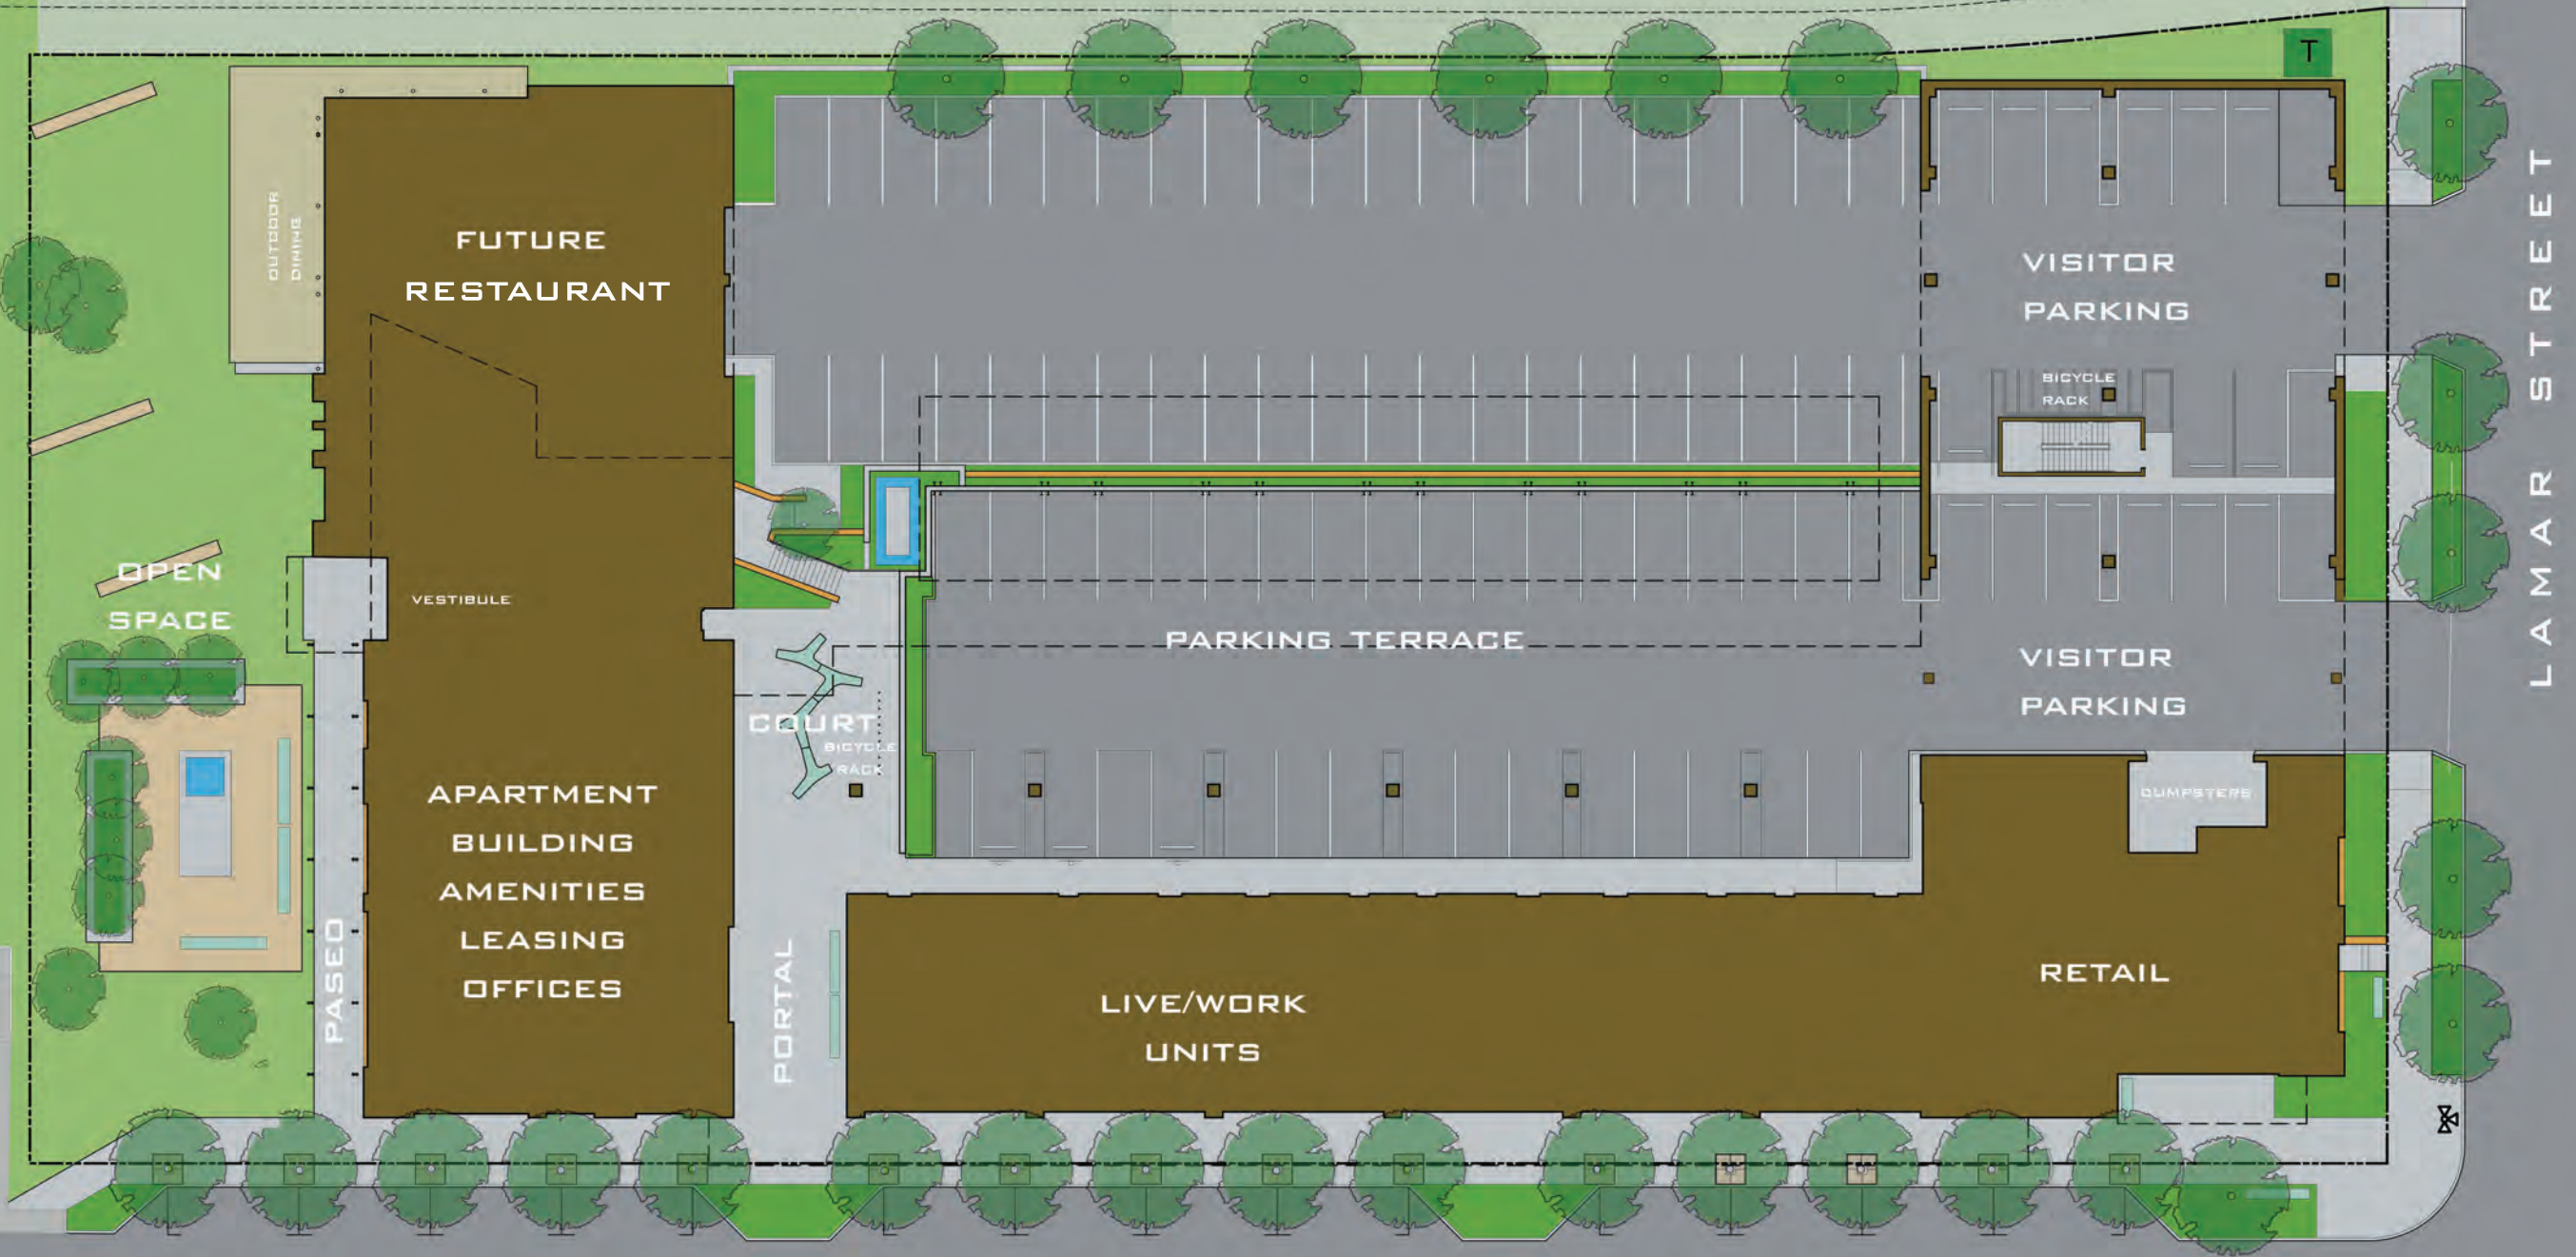 T
OUTDOOR
DINING
FUTURE
RESTAURANT
VISITOR
PARKING
LAMAR STREET
BICYCLE
RACK
OPEN
SPACE
VESTIBULE
PARKING TERRACE
VISITOR
PARKING
COURT
BICYCLE
RACK
APARTMENT
BUILDING
AMENITIES
LEASING
OFFICES
DUMPSTERS
PASEO
PORTAL
LIVE/WORK
UNITS
RETAIL